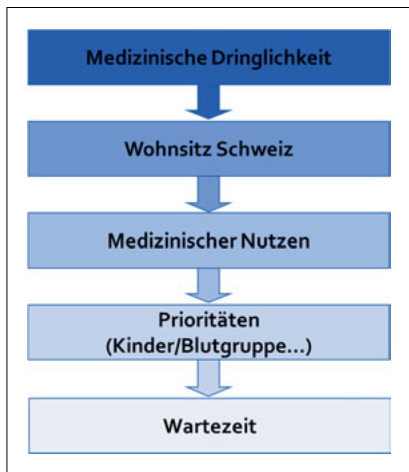 Medizinische Dringlichkeit
Wohnsitz Schweiz
Medizinischer Nutzen
Prioritäten
(Kinder/Blutgruppe...)
Wartezeit